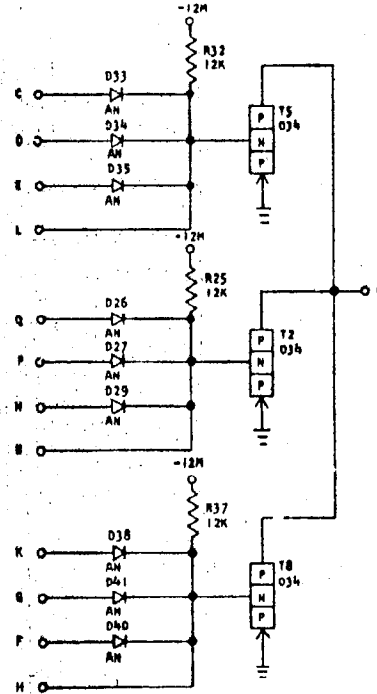 -12M
R32
12K
D33
C
AN
D34
D
AN
D35
E
AN
L
T5
034
P
N
P
-12M
R25
12K
D26
Q
AN
D27
P
AN
D29
N
AN
T2
034
P
N
P
-12M
R37
12K
D38
K
AN
D41
G
AN
D40
F
AN
H
T8
034
P
N
P